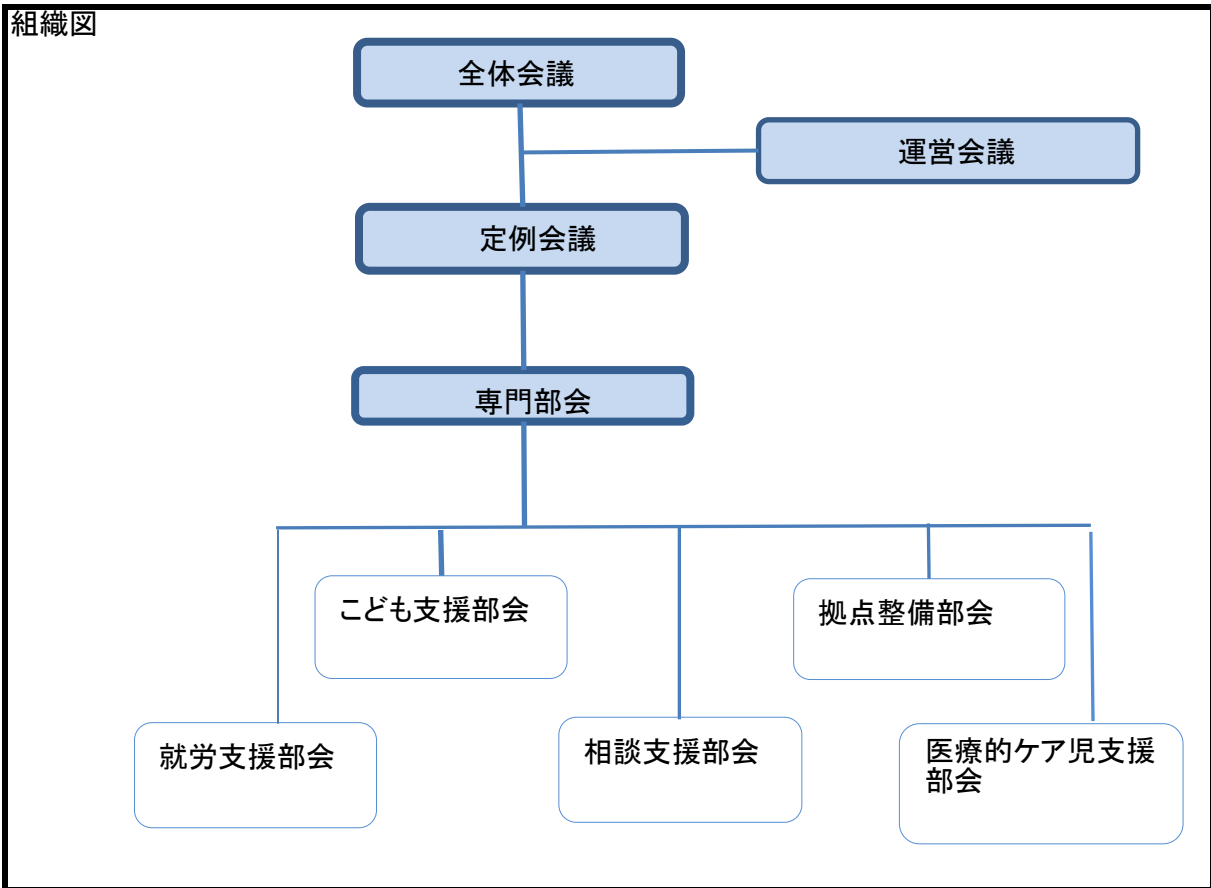 組織図
全体会議
運営会議
定例会議
専門部会
こども支援部会
拠点整備部会
就労支援部会
相談支援部会
医療的ケア児支援
部会